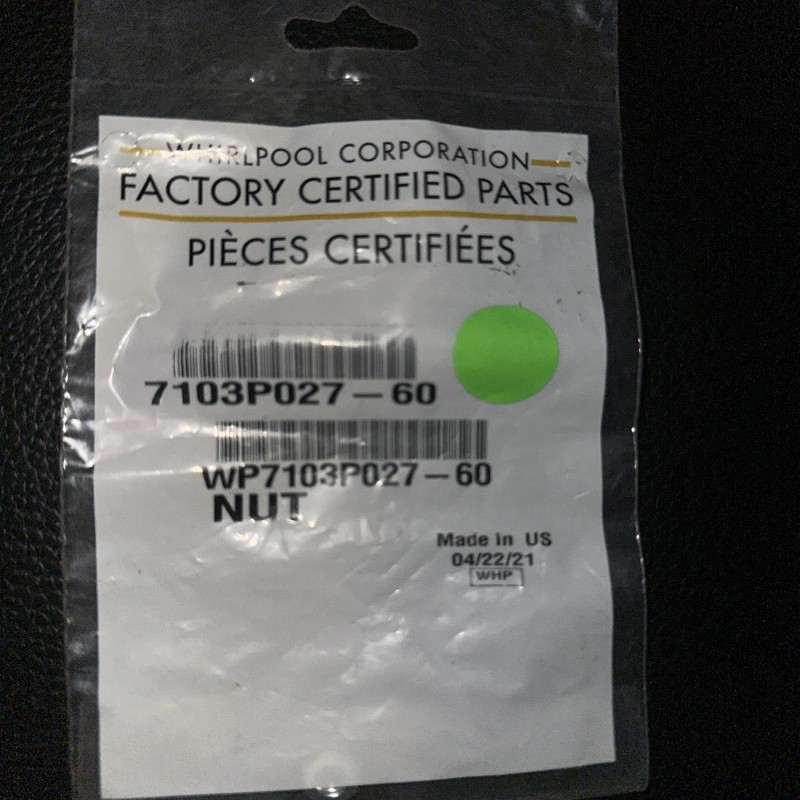 WHIRLPOOL CORPORATION
FACTORY CERTIFIED PARTS
PIÈCES CERTIFIÉES
7103P027-60
WP7103P027-60
NUT
Made in US
04/22/21
WHP